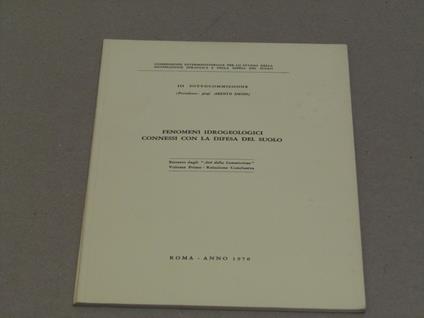 COMMISSIONE INTERMINISTERIALE PER LO STUDIO DELLA
SISTEMAZIONE IDRAULICA E DELLA DIFESA DEL SUOLO
III SOTTOCOMMISSIONE
(Presidente: prof. ARDITO DESIO)
FENOMENI IDROGEOLOGICI
CONNESSI CON LA DIFESA DEL SUOLO
Estratto dagli "Atti della Commissione"
Volume Primo - Relazione Conclusiva
ROMA - ANNO 1970